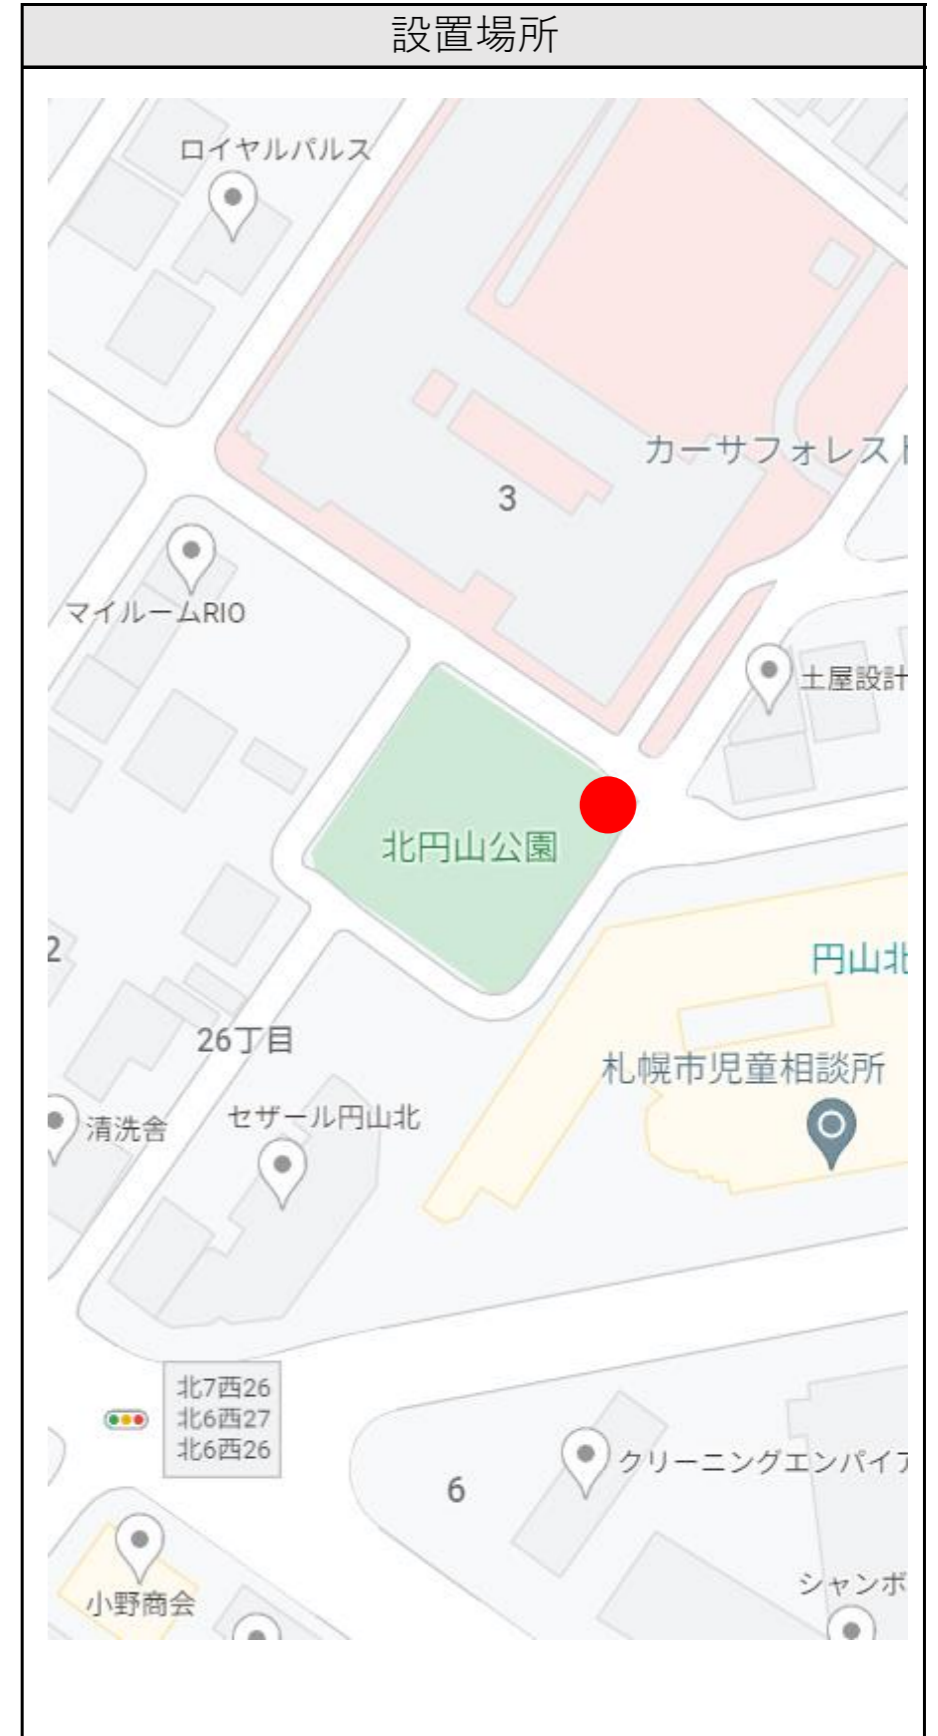 設置場所
ロイヤルパルス
カーサフォレスト
3
マイルームRIO
土屋設計
北円山公園
2
円山北
26丁目
札幌市児童相談所
清洗舎
セザール円山北
北7西26
北6西27
北6西26
6
クリーニングエンパイア
シャンボ
小野商会